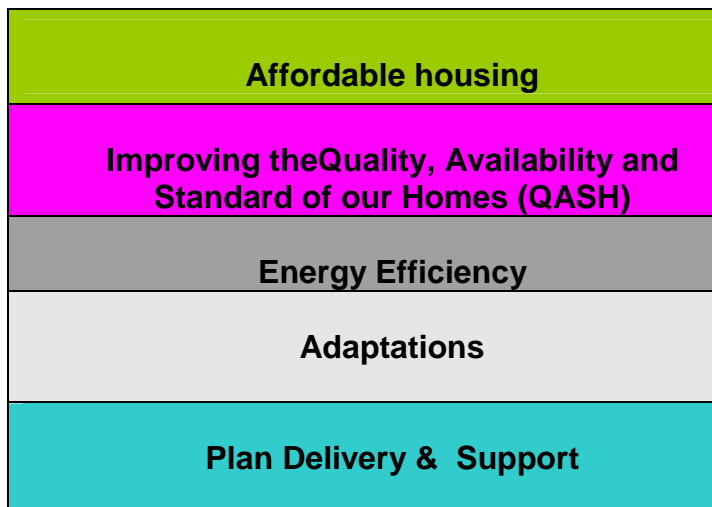 Affordable housing
Improving theQuality, Availability and
Standard of our Homes (QASH)
Energy Efficiency
Adaptations
Plan Delivery &  Support